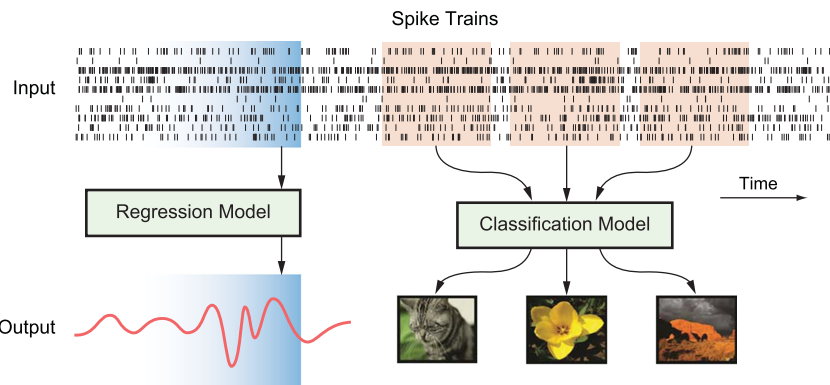 Spike Trains
Input
Regression Model
Classification Model
Time
Output